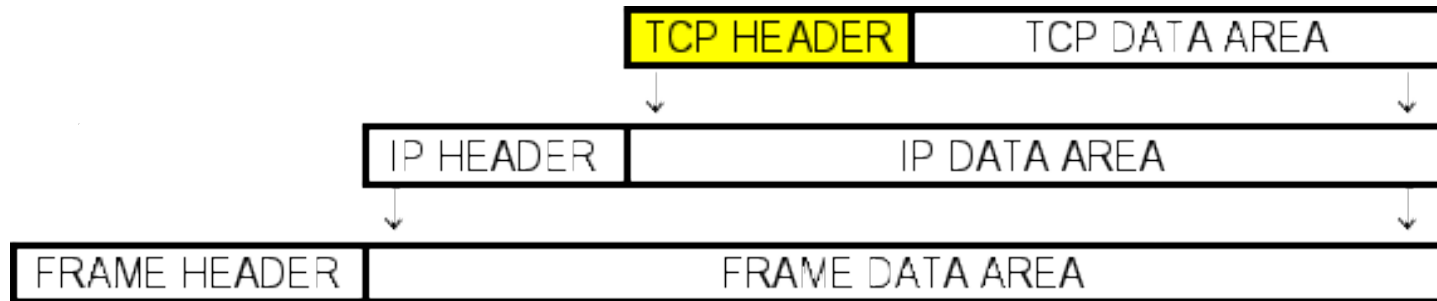 TCP HEADER TCP DATA AREA
IP HEADER IP DATA AREA
FRAME HEADER FRAME DATA AREA